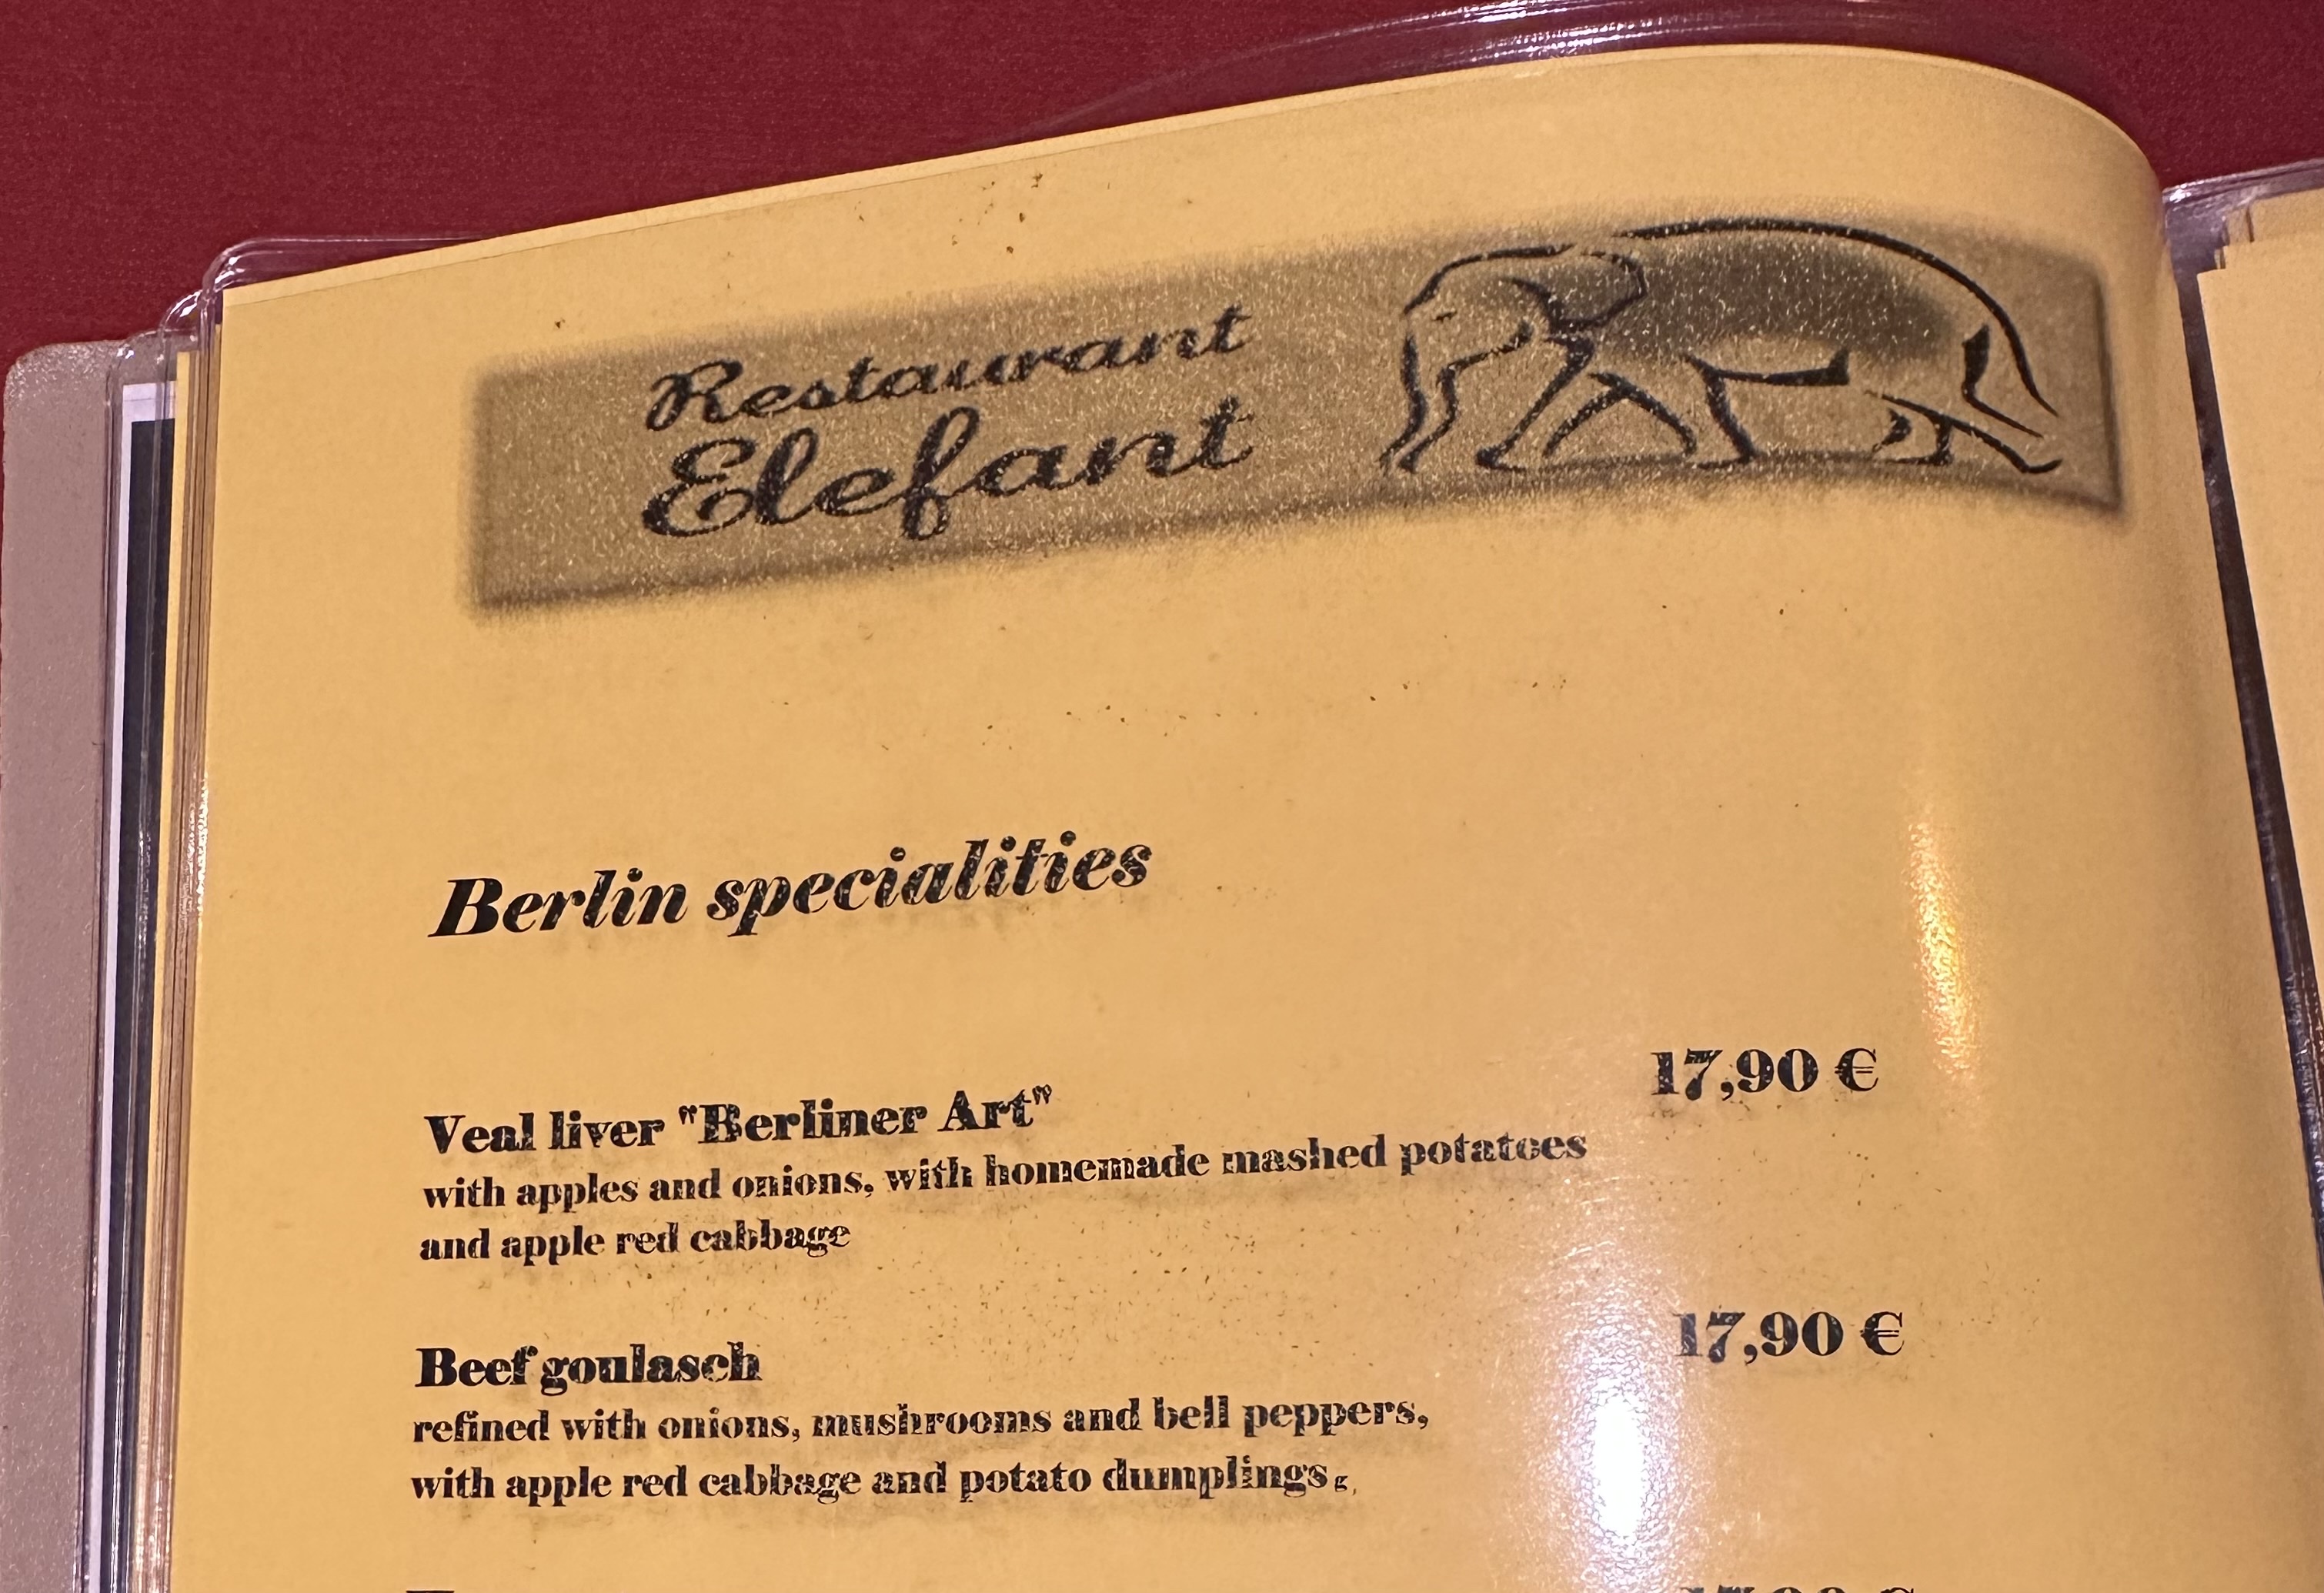 Restaurant
Elefant
Berlin specialities
Veal liver "Berliner Art" 17,90 €
with apples and onions, with homemade mashed potatoes
and apple red cabbage
Beef goulasch 17,90 €
refined with onions, mushrooms and bell peppers,
with apple red cabbage and potato dumplings